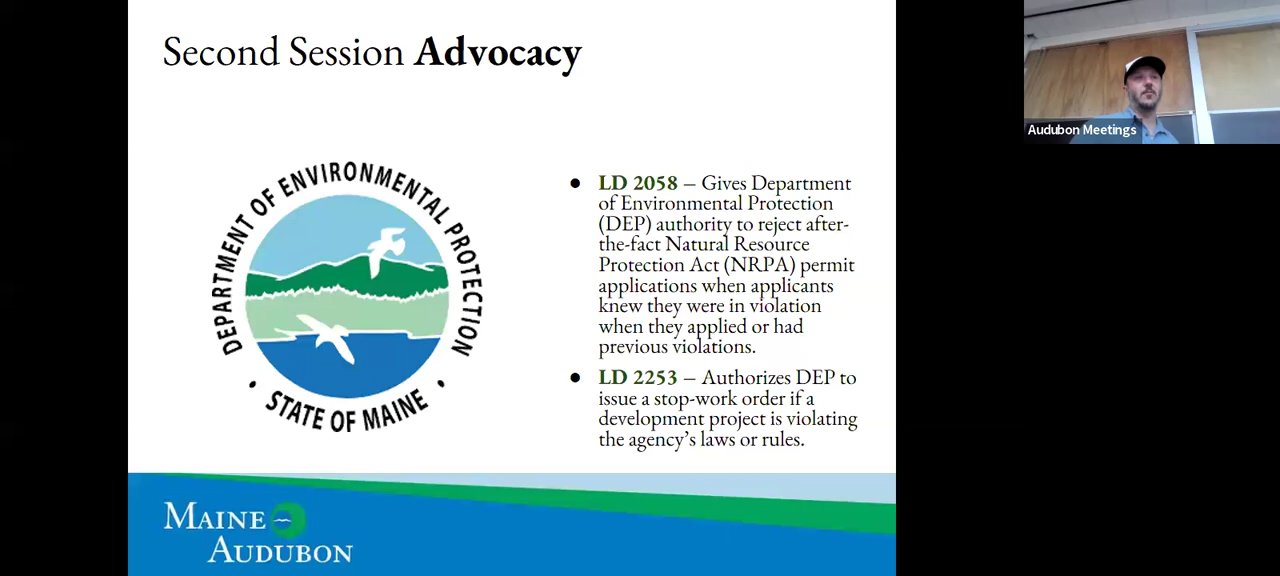 Second Session Advocacy
DEPARTMENT OF ENVIRONMENTAL PROTECTION
• STATE OF MAINE •
● LD 2058 – Gives Department
of Environmental Protection
(DEP) authority to reject after-
the-fact Natural Resource
Protection Act (NRPA) permit
applications when applicants
knew they were in violation
when they applied or had
previous violations.
● LD 2253 – Authorizes DEP to
issue a stop-work order if a
development project is violating
the agency’s laws or rules.
MAINE
AUDUBON
Audubon Meetings